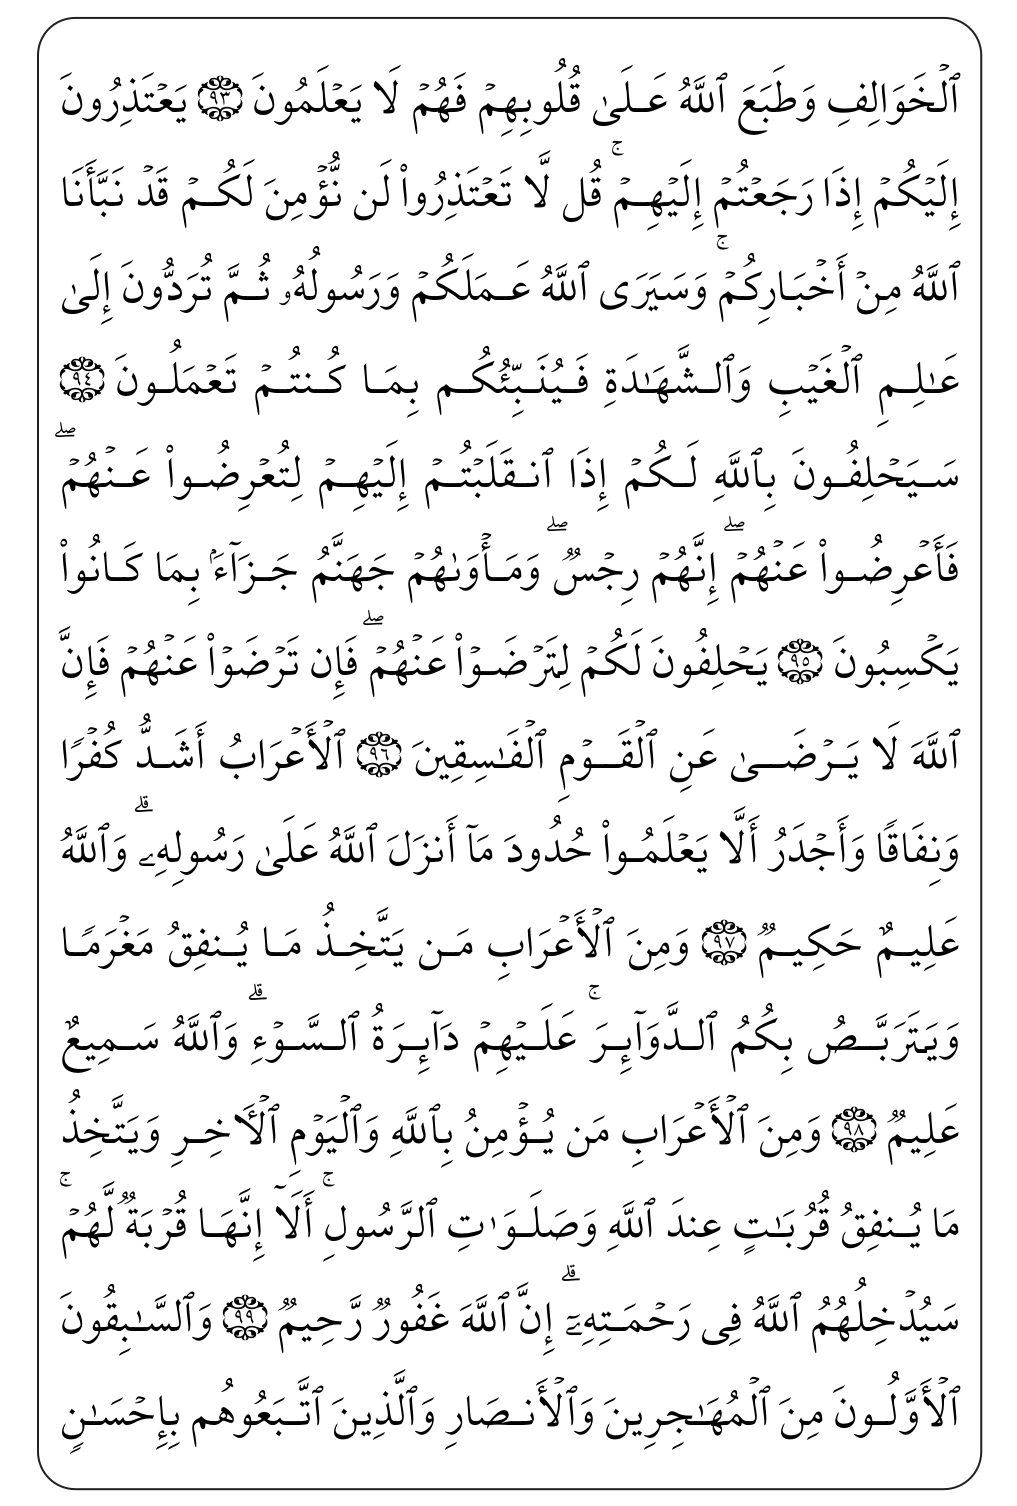 ٱلۡخَوَالِفِ وَطَبَعَ ٱللَّهُ عَلَىٰ قُلُوبِهِمۡ فَهُمۡ لَا يَعۡلَمُونَ ٩٣ يَعۡتَذِرُونَ
إِلَيۡكُمۡ إِذَا رَجَعۡتُمۡ إِلَيۡهِمۡۚ قُل لَّا تَعۡتَذِرُواْ لَن نُّؤۡمِنَ لَكُمۡ قَدۡ نَبَّأَنَا
ٱللَّهُ مِنۡ أَخۡبَارِكُمۡۚ وَسَيَرَى ٱللَّهُ عَمَلَكُمۡ وَرَسُولُهُۥ ثُمَّ تُرَدُّونَ إِلَىٰ
عَٰلِمِ ٱلۡغَيۡبِ وَٱلشَّهَٰدَةِ فَيُنَبِّئُكُم بِمَا كُنتُمۡ تَعۡمَلُونَ ٩٤
سَيَحۡلِفُونَ بِٱللَّهِ لَكُمۡ إِذَا ٱنقَلَبۡتُمۡ إِلَيۡهِمۡ لِتُعۡرِضُواْ عَنۡهُمۡۖ
فَأَعۡرِضُواْ عَنۡهُمۡۖ إِنَّهُمۡ رِجۡسٞۖ وَمَأۡوَىٰهُمۡ جَهَنَّمُ جَزَآءَۢ بِمَا كَانُواْ
يَكۡسِبُونَ ٩٥ يَحۡلِفُونَ لَكُمۡ لِتَرۡضَوۡاْ عَنۡهُمۡۖ فَإِن تَرۡضَوۡاْ عَنۡهُمۡ فَإِنَّ
ٱللَّهَ لَا يَرۡضَىٰ عَنِ ٱلۡقَوۡمِ ٱلۡفَٰسِقِينَ ٩٦ ٱلۡأَعۡرَابُ أَشَدُّ كُفۡرٗا
وَنِفَاقٗا وَأَجۡدَرُ أَلَّا يَعۡلَمُواْ حُدُودَ مَآ أَنزَلَ ٱللَّهُ عَلَىٰ رَسُولِهِۦۗ وَٱللَّهُ
عَلِيمٌ حَكِيمٞ ٩٧ وَمِنَ ٱلۡأَعۡرَابِ مَن يَتَّخِذُ مَا يُنفِقُ مَغۡرَمٗا
وَيَتَرَبَّصُ بِكُمُ ٱلدَّوَآئِرَۚ عَلَيۡهِمۡ دَآئِرَةُ ٱلسَّوۡءِۗ وَٱللَّهُ سَمِيعٌ
عَلِيمٞ ٩٨ وَمِنَ ٱلۡأَعۡرَابِ مَن يُؤۡمِنُ بِٱللَّهِ وَٱلۡيَوۡمِ ٱلۡأٓخِرِ وَيَتَّخِذُ
مَا يُنفِقُ قُرُبَٰتٍ عِندَ ٱللَّهِ وَصَلَوَٰتِ ٱلرَّسُولِۚ أَلَآ إِنَّهَا قُرۡبَةٞ لَّهُمۡۚ
سَيُدۡخِلُهُمُ ٱللَّهُ فِي رَحۡمَتِهِۦٓۗ إِنَّ ٱللَّهَ غَفُورٞ رَّحِيمٞ ٩٩ وَٱلسَّٰبِقُونَ
ٱلۡأَوَّلُونَ مِنَ ٱلۡمُهَٰجِرِينَ وَٱلۡأَنصَارِ وَٱلَّذِينَ ٱتَّبَعُوهُم بِإِحۡسَٰنٖ